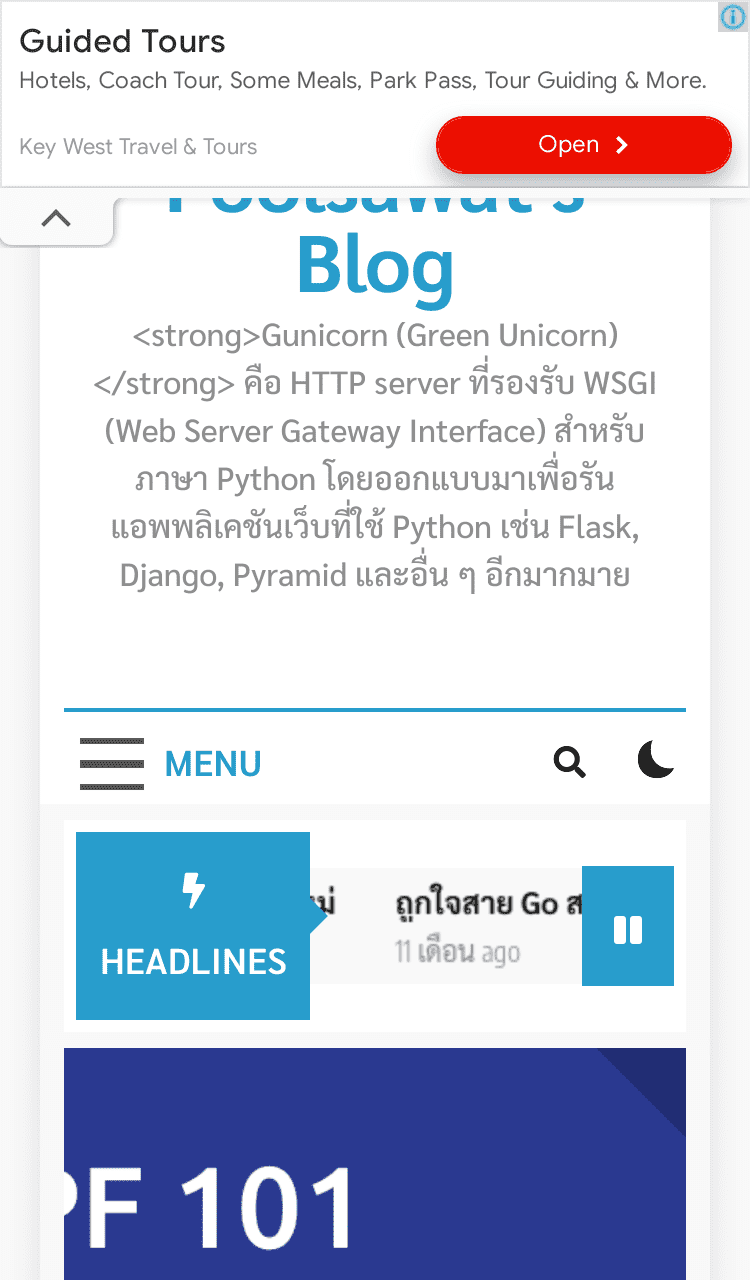 Guided Tours
Hotels, Coach Tour, Some Meals, Park Pass, Tour Guiding & More.
Key West Travel & Tours
Open
Poolsawat's
Blog
<strong>Gunicorn (Green Unicorn)
</strong> คือ HTTP server ที่รองรับ WSGI
(Web Server Gateway Interface) สำหรับ
ภาษา Python โดยออกแบบมาเพื่อรัน
แอพพลิเคชันเว็บที่ใช้ Python เช่น Flask,
Django, Pyramid และอื่น ๆ อีกมากมาย
MENU
HEADLINES
ถูกใจสาย Go ส
11 เดือน ago
PF 101